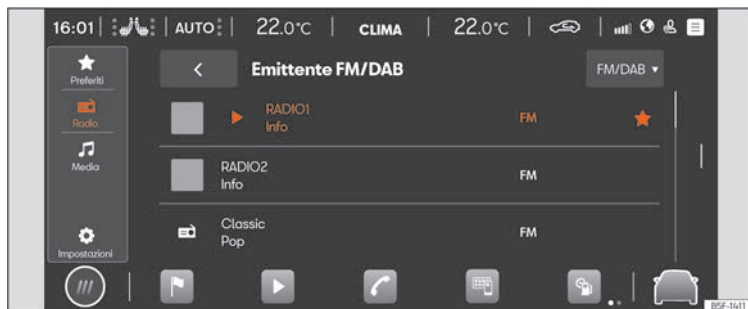 16:01 AUTO 22.0°C CLIMA 22.0°C
Preferiti
Radio
Media
Impostazioni
Emittente FM/DAB FM/DAB
RADIO1 FM
Info
RADIO2 FM
Info
Classic FM
Pop
B5F-1411